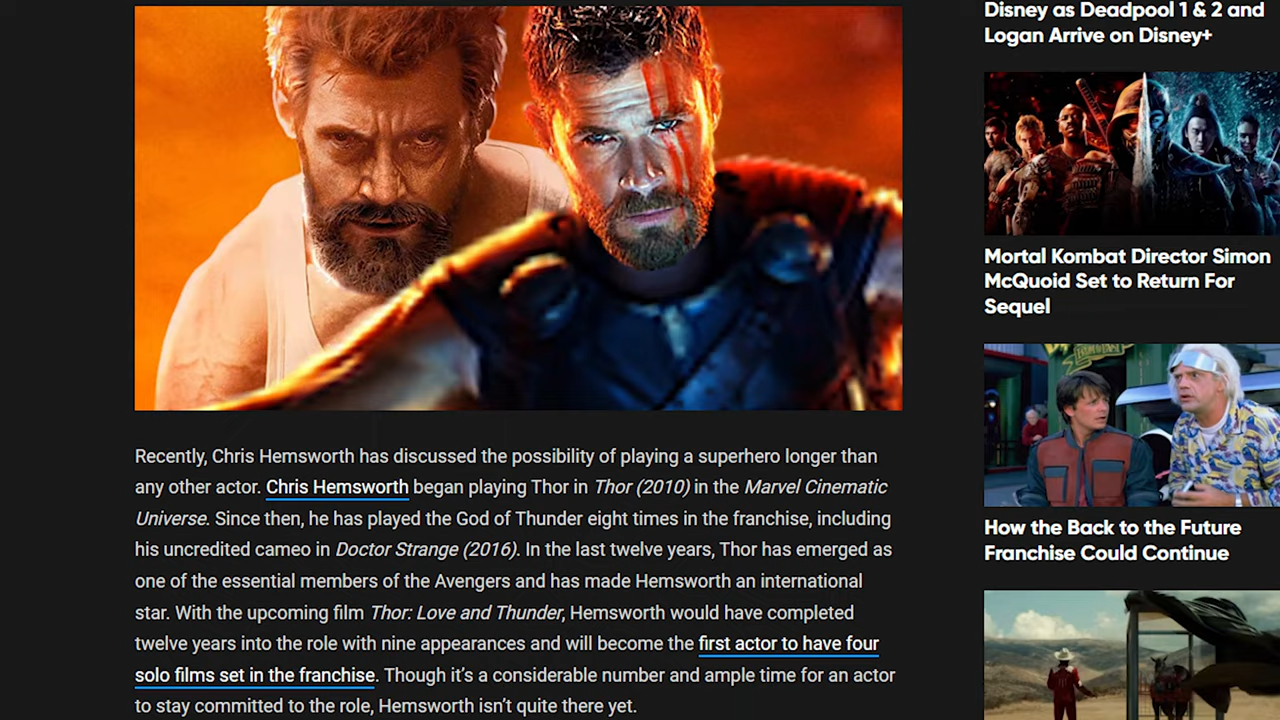 Disney as Deadpool 1 & 2 and
Logan Arrive on Disney+
Mortal Kombat Director Simon
McQuoid Set to Return For
Sequel
How the Back to the Future
Franchise Could Continue
Recently, Chris Hemsworth has discussed the possibility of playing a superhero longer than
any other actor. Chris Hemsworth began playing Thor in Thor (2010) in the Marvel Cinematic
Universe. Since then, he has played the God of Thunder eight times in the franchise, including
his uncredited cameo in Doctor Strange (2016). In the last twelve years, Thor has emerged as
one of the essential members of the Avengers and has made Hemsworth an international
star. With the upcoming film Thor: Love and Thunder, Hemsworth would have completed
twelve years into the role with nine appearances and will become the first actor to have four
solo films set in the franchise. Though it's a considerable number and ample time for an actor
to stay committed to the role, Hemsworth isn't quite there yet.